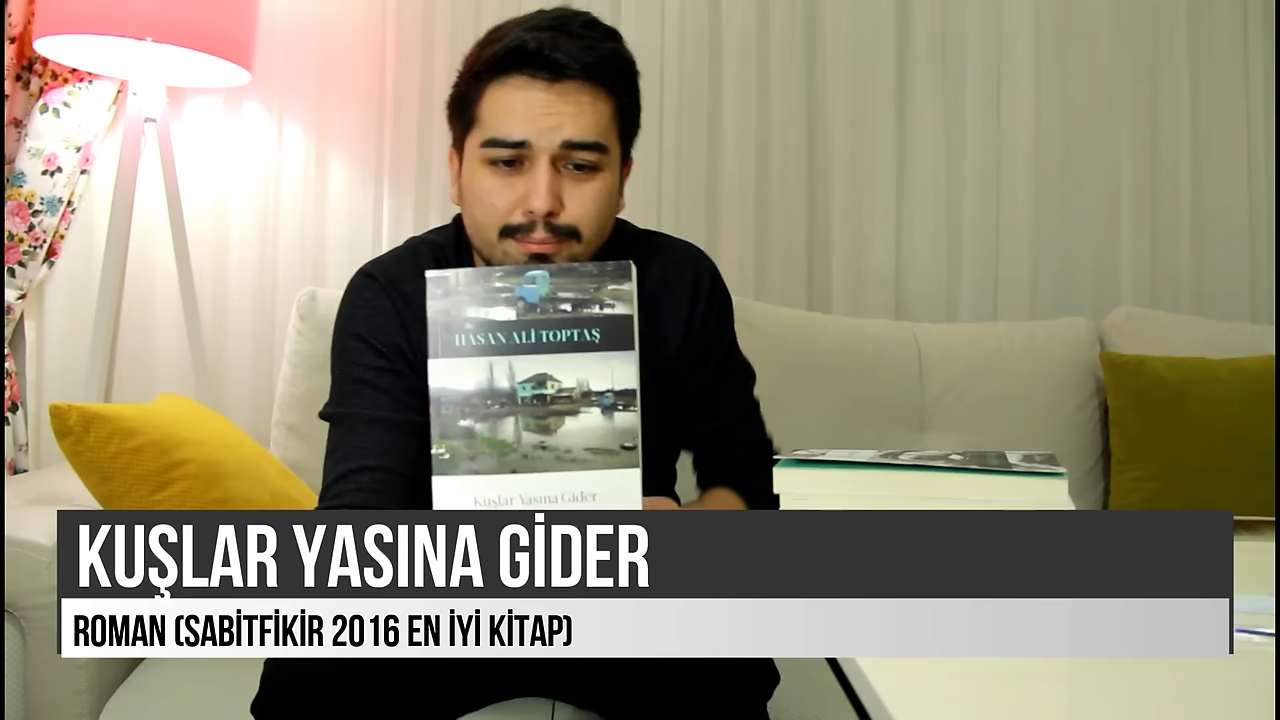 HASAN ALİ TOPTAŞ
Kuşlar Yasına Gider
KUŞLAR YASINA GİDER
ROMAN (SABİTFİKİR 2016 EN İYİ KİTAP)